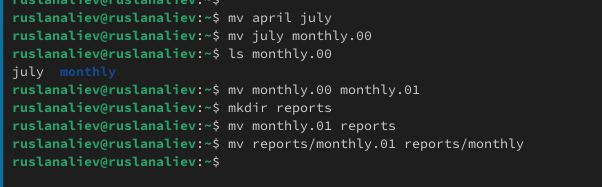 ruslanaliev@ruslanaliev:~$
ruslanaliev@ruslanaliev:~$ mv april july
ruslanaliev@ruslanaliev:~$ mv july monthly.00
ruslanaliev@ruslanaliev:~$ ls monthly.00
july  monthly
ruslanaliev@ruslanaliev:~$ mv monthly.00 monthly.01
ruslanaliev@ruslanaliev:~$ mkdir reports
ruslanaliev@ruslanaliev:~$ mv monthly.01 reports
ruslanaliev@ruslanaliev:~$ mv reports/monthly.01 reports/monthly
ruslanaliev@ruslanaliev:~$